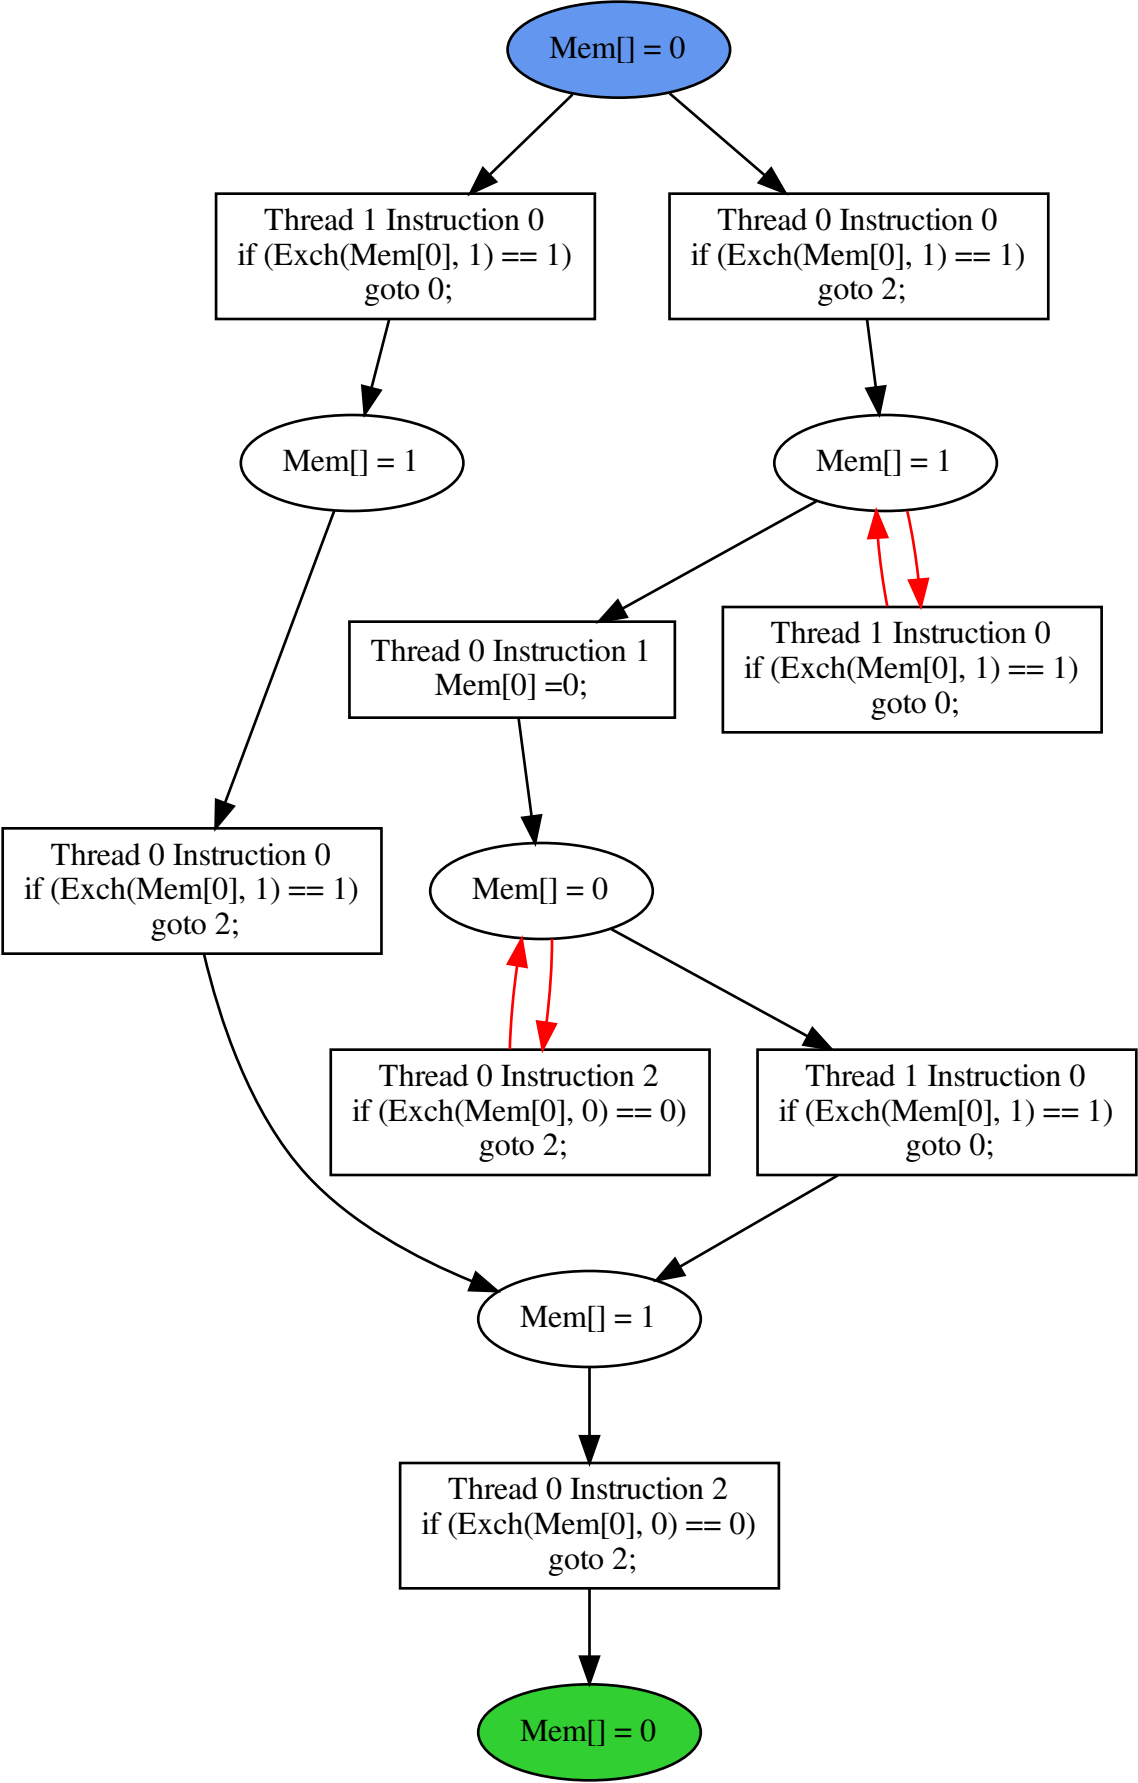 Mem[] = 0
Thread 1 Instruction 0
if (Exch(Mem[0], 1) == 1)
goto 0;
Thread 0 Instruction 0
if (Exch(Mem[0], 1) == 1)
goto 2;
Mem[] = 1
Mem[] = 1
Thread 0 Instruction 1
Mem[0] =0;
Thread 1 Instruction 0
if (Exch(Mem[0], 1) == 1)
goto 0;
Thread 0 Instruction 0
if (Exch(Mem[0], 1) == 1)
goto 2;
Mem[] = 0
Thread 0 Instruction 2
if (Exch(Mem[0], 0) == 0)
goto 2;
Thread 1 Instruction 0
if (Exch(Mem[0], 1) == 1)
goto 0;
Mem[] = 1
Thread 0 Instruction 2
if (Exch(Mem[0], 0) == 0)
goto 2;
Mem[] = 0